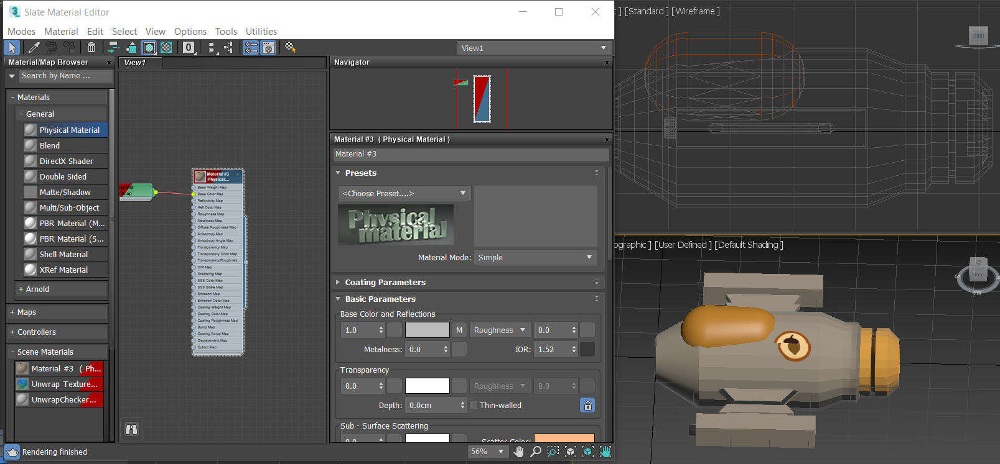 Slate Material Editor
Modes Material Edit Select View Options Tools Utilities
0
View1
Material/Map Browser
Search by Name ...
- Materials
- General
Physical Material
Blend
DirectX Shader
Double Sided
Matte/Shadow
Multi/Sub-Object
PBR Material (M...
PBR Material (S...
Shell Material
XRef Material
+ Arnold
+ Maps
+ Controllers
- Scene Materials
Material #3 ( Ph...
Unwrap Texture...
UnwrapChecker...
Rendering finished
View1
Material #3
Physical...
Base Weight Map
Base Color Map
Reflectivity Map
Refl Color Map
Roughness Map
Metalness Map
Diffuse Roughness Map
Anisotropy Map
Anisotropy Angle Map
Transparency Map
Transparency Color Map
Transparency Roughnes...
IOR Map
Scattering Map
SSS Color Map
SSS Scale Map
Emission Map
Emission Color Map
Coating Weight Map
Coating Color Map
Coating Roughness Map
Bump Map
Coating Bump Map
Displacement Map
Cutout Map
Navigator
Material #3 ( Physical Material )
Material #3
Presets
<Choose Preset....>
Physical material
Material Mode: Simple
Coating Parameters
Basic Parameters
Base Color and Reflections
1.0 M Roughness 0.0
Metalness: 0.0 IOR: 1.52
Transparency
0.0 Roughness 0.0
Depth: 0.0cm Thin-walled
Sub - Surface Scattering
0.0 Scatter Color:
56%
] [Standard ] [Wireframe ]
RIGHT
ographic ] [User Defined ] [Default Shading ]
RIGHT